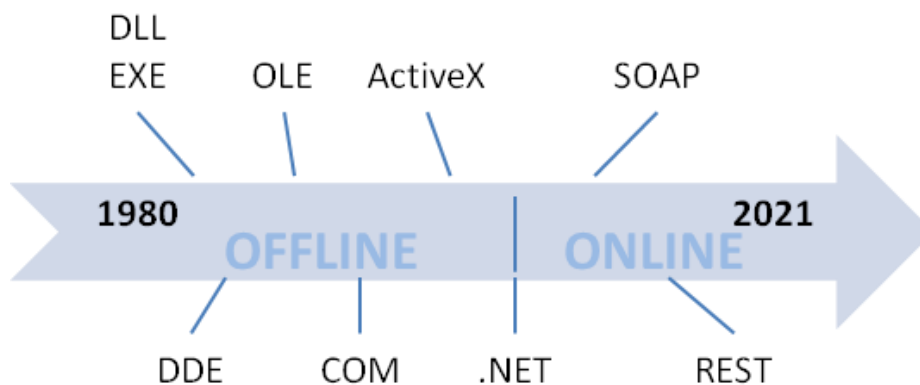 DLL
EXE OLE ActiveX SOAP
1980 2021
OFFLINE ONLINE
DDE COM .NET REST